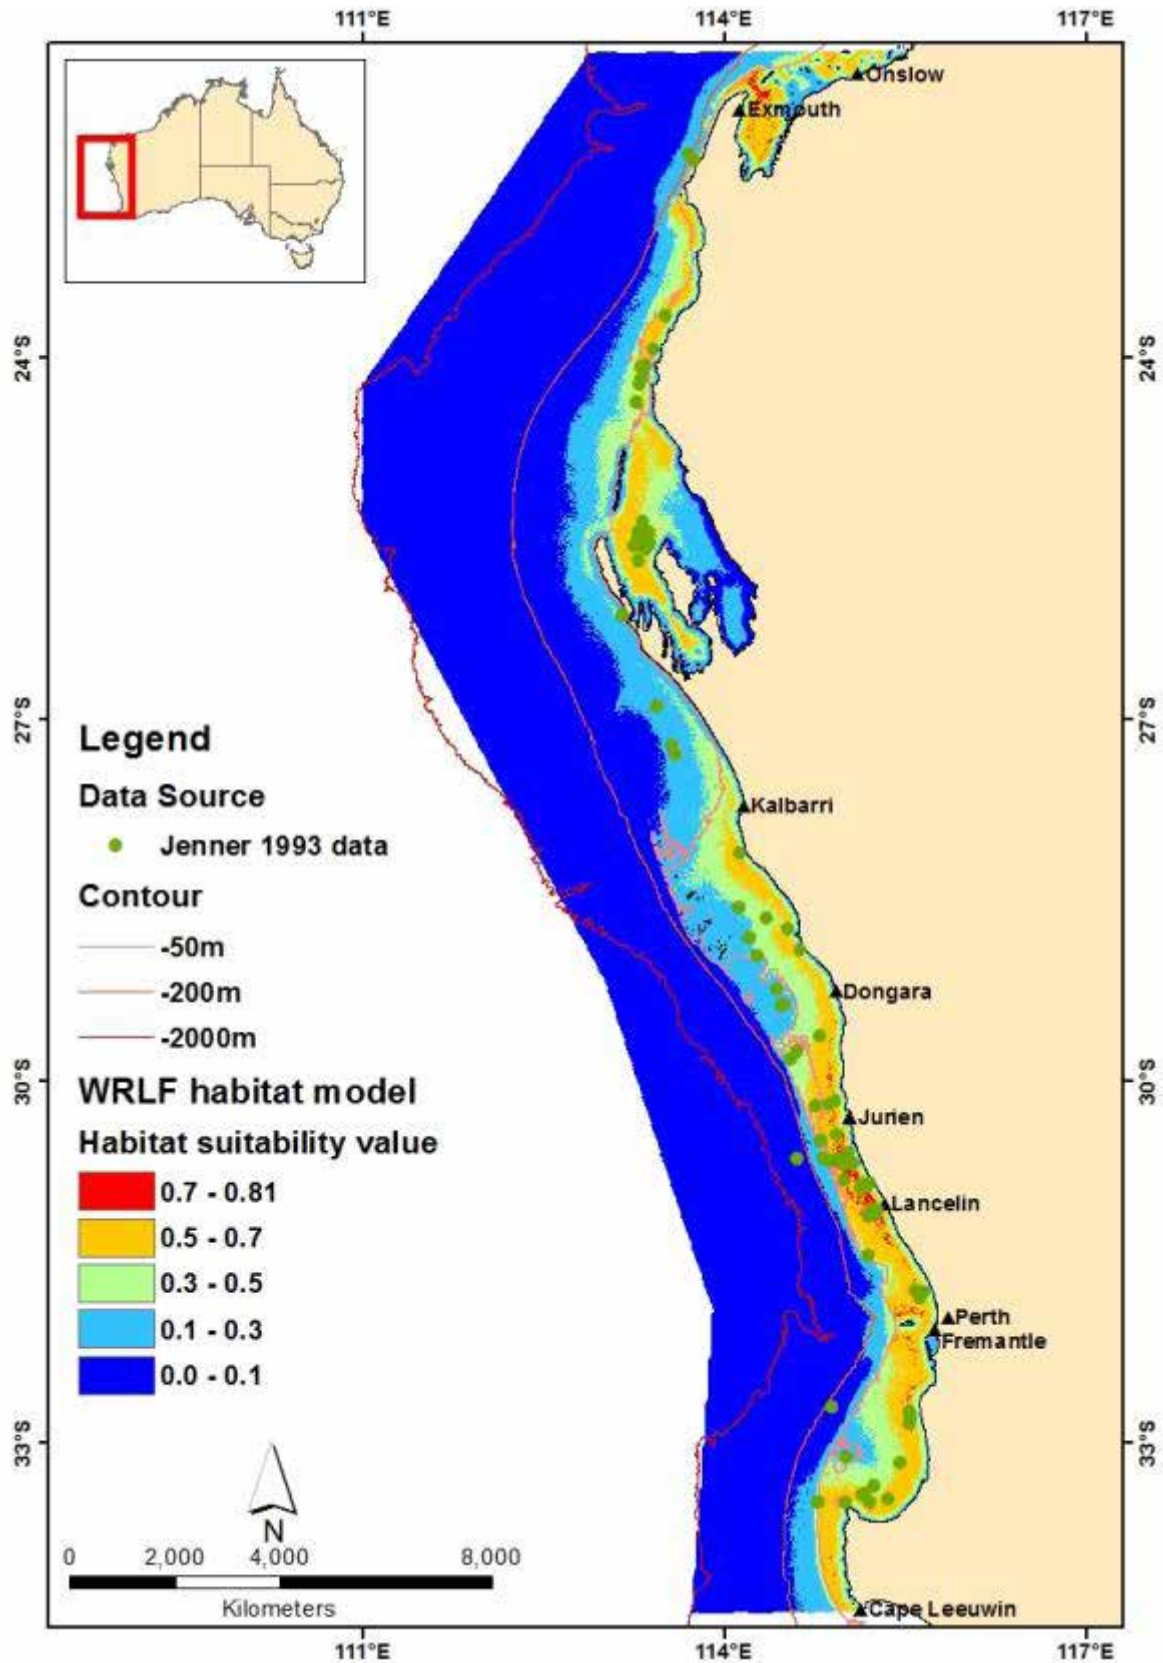 111°E
114°E
117°E
Onslow
Exmouth
24°S
24°S
27°S
27°S
Legend
Data Source
Jenner 1993 data
Contour
-50m
-200m
-2000m
WRLF habitat model
Habitat suitability value
0.7 - 0.81
0.5 - 0.7
0.3 - 0.5
0.1 - 0.3
0.0 - 0.1
Kalbarri
Dongara
30°S
30°S
Jurien
Lancelin
Perth
Fremantle
33°S
33°S
N
0 2,000 4,000 8,000
Kilometers
Cape Leeuwin
111°E
114°E
117°E